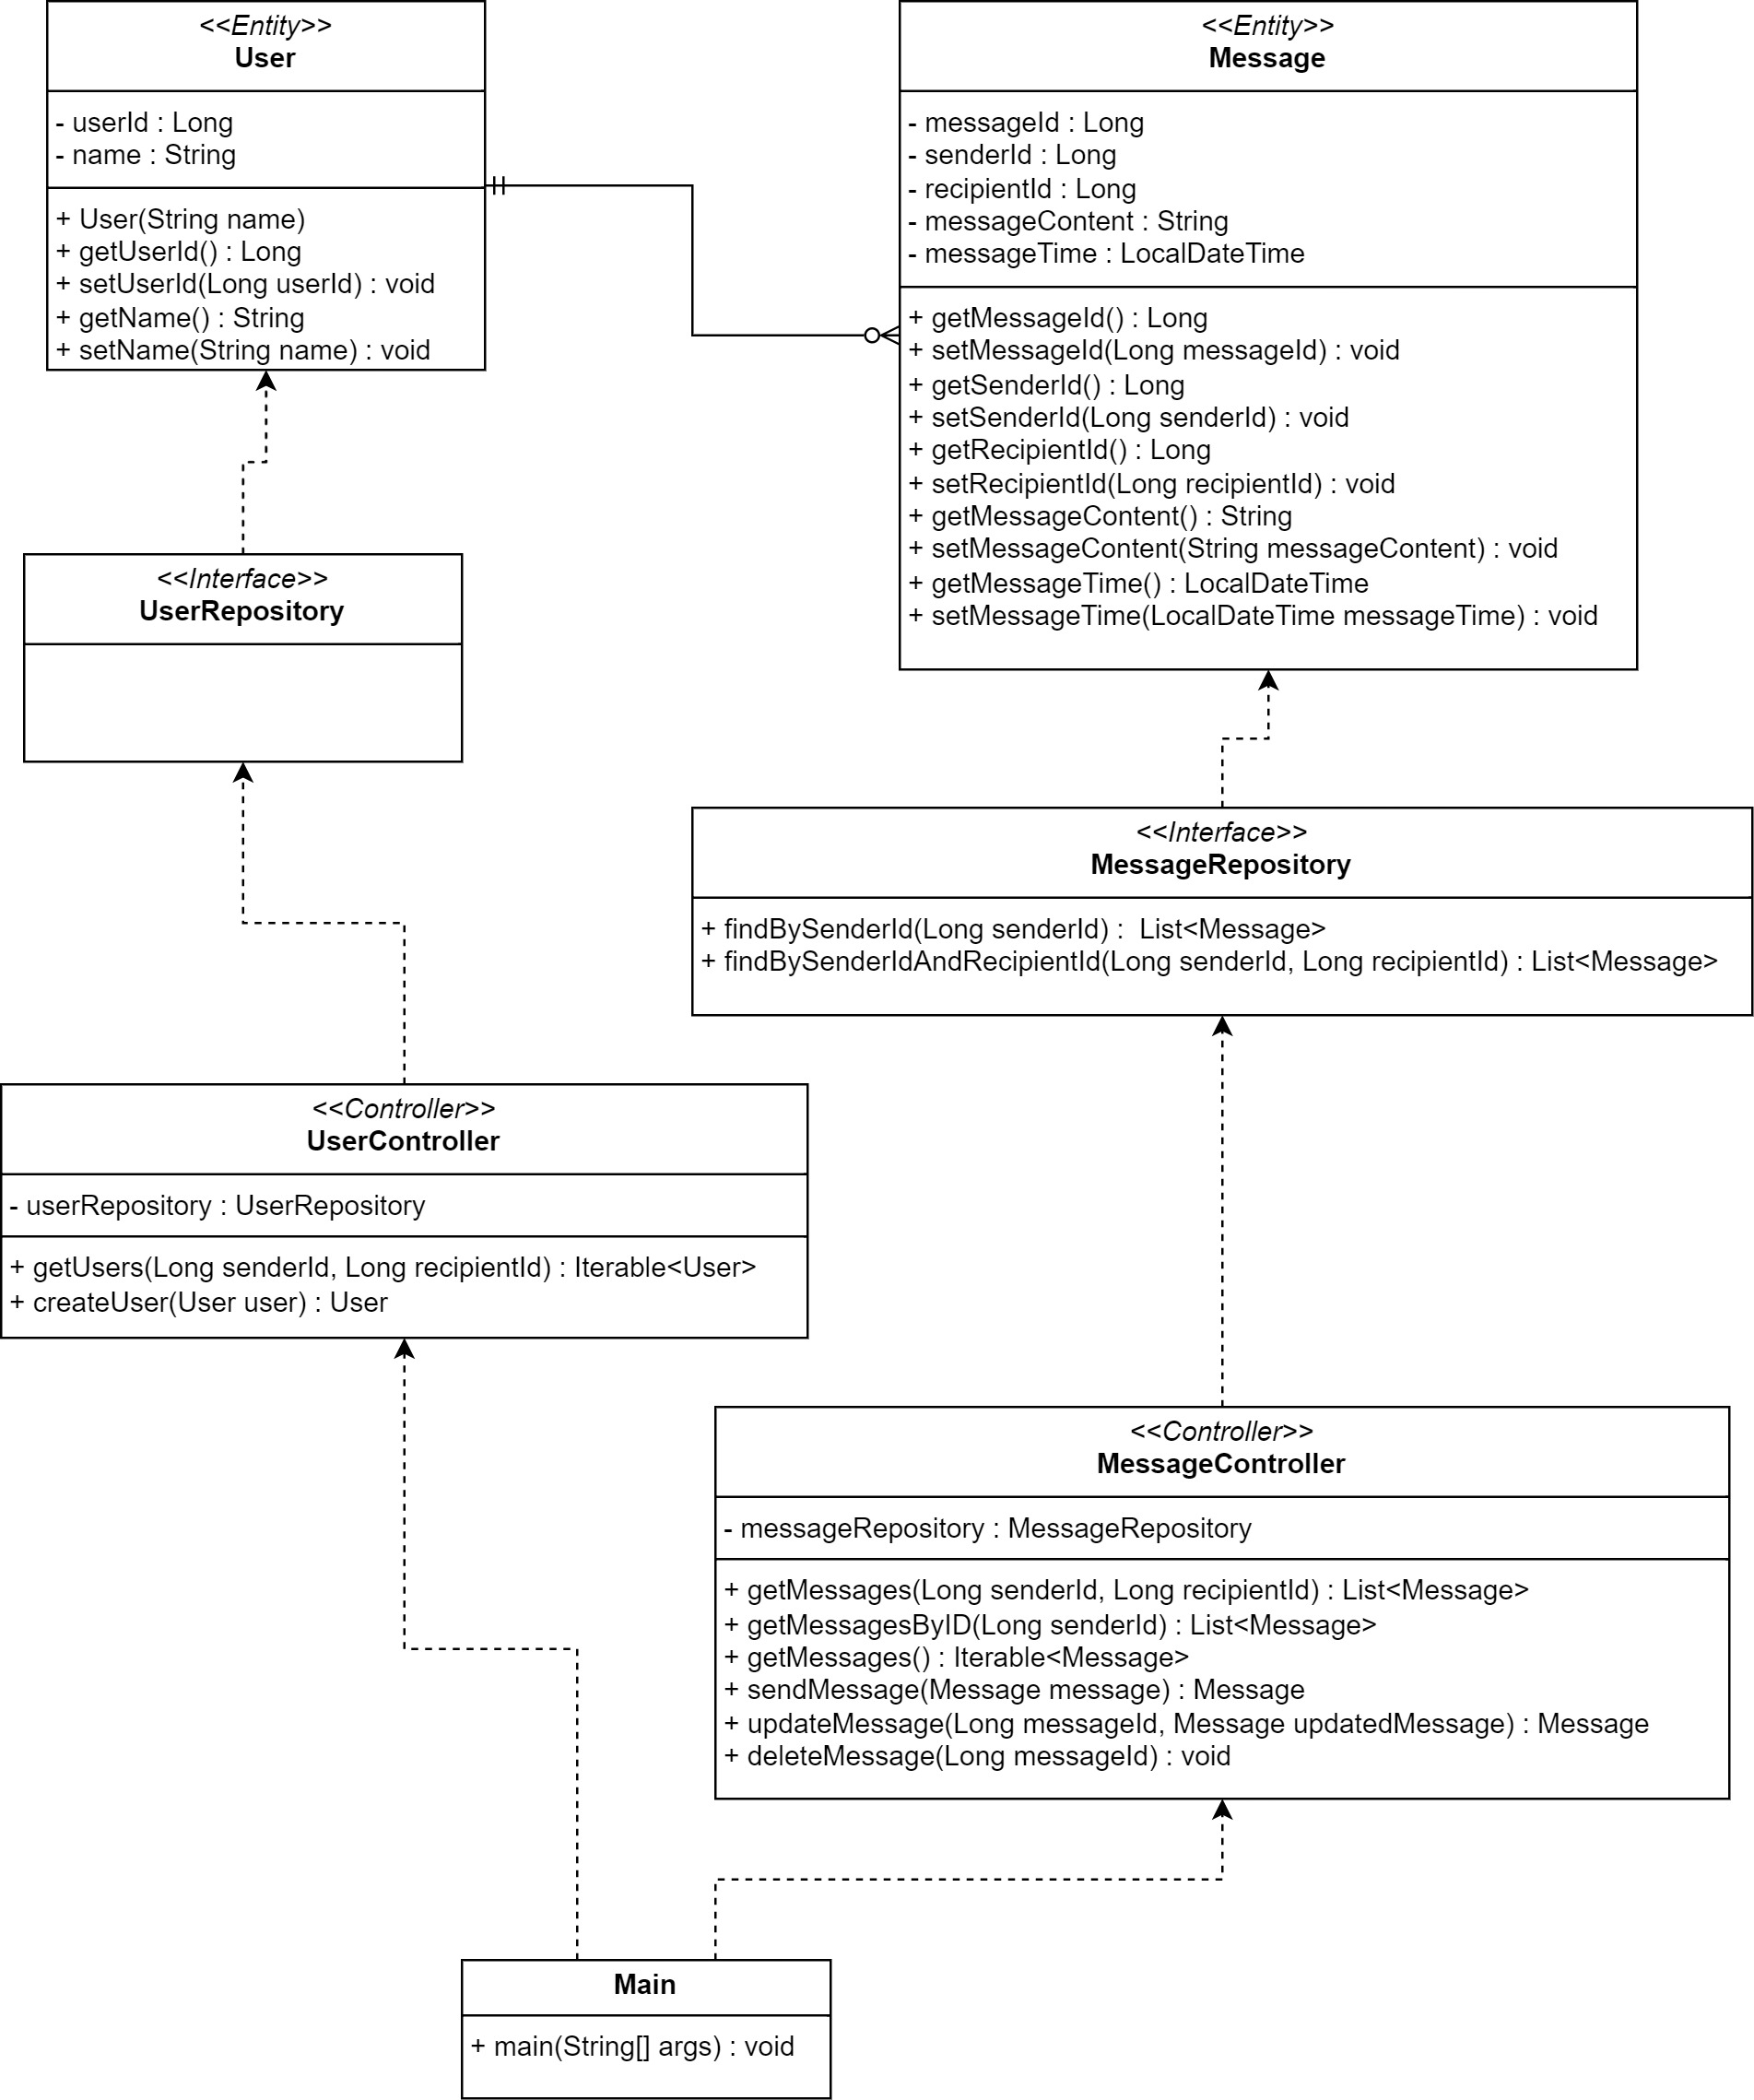 <<Entity>>
User
- userId : Long
- name : String
+ User(String name)
+ getUserId() : Long
+ setUserId(Long userId) : void
+ getName() : String
+ setName(String name) : void
<<Entity>>
Message
- messageId : Long
- senderId : Long
- recipientId : Long
- messageContent : String
- messageTime : LocalDateTime
+ getMessageId() : Long
+ setMessageId(Long messageId) : void
+ getSenderId() : Long
+ setSenderId(Long senderId) : void
+ getRecipientId() : Long
+ setRecipientId(Long recipientId) : void
+ getMessageContent() : String
+ setMessageContent(String messageContent) : void
+ getMessageTime() : LocalDateTime
+ setMessageTime(LocalDateTime messageTime) : void
<<Interface>>
UserRepository
<<Interface>>
MessageRepository
+ findBySenderId(Long senderId) :  List<Message>
+ findBySenderIdAndRecipientId(Long senderId, Long recipientId) : List<Message>
<<Controller>>
UserController
- userRepository : UserRepository
+ getUsers(Long senderId, Long recipientId) : Iterable<User>
+ createUser(User user) : User
<<Controller>>
MessageController
- messageRepository : MessageRepository
+ getMessages(Long senderId, Long recipientId) : List<Message>
+ getMessagesByID(Long senderId) : List<Message>
+ getMessages() : Iterable<Message>
+ sendMessage(Message message) : Message
+ updateMessage(Long messageId, Message updatedMessage) : Message
+ deleteMessage(Long messageId) : void
Main
+ main(String[] args) : void